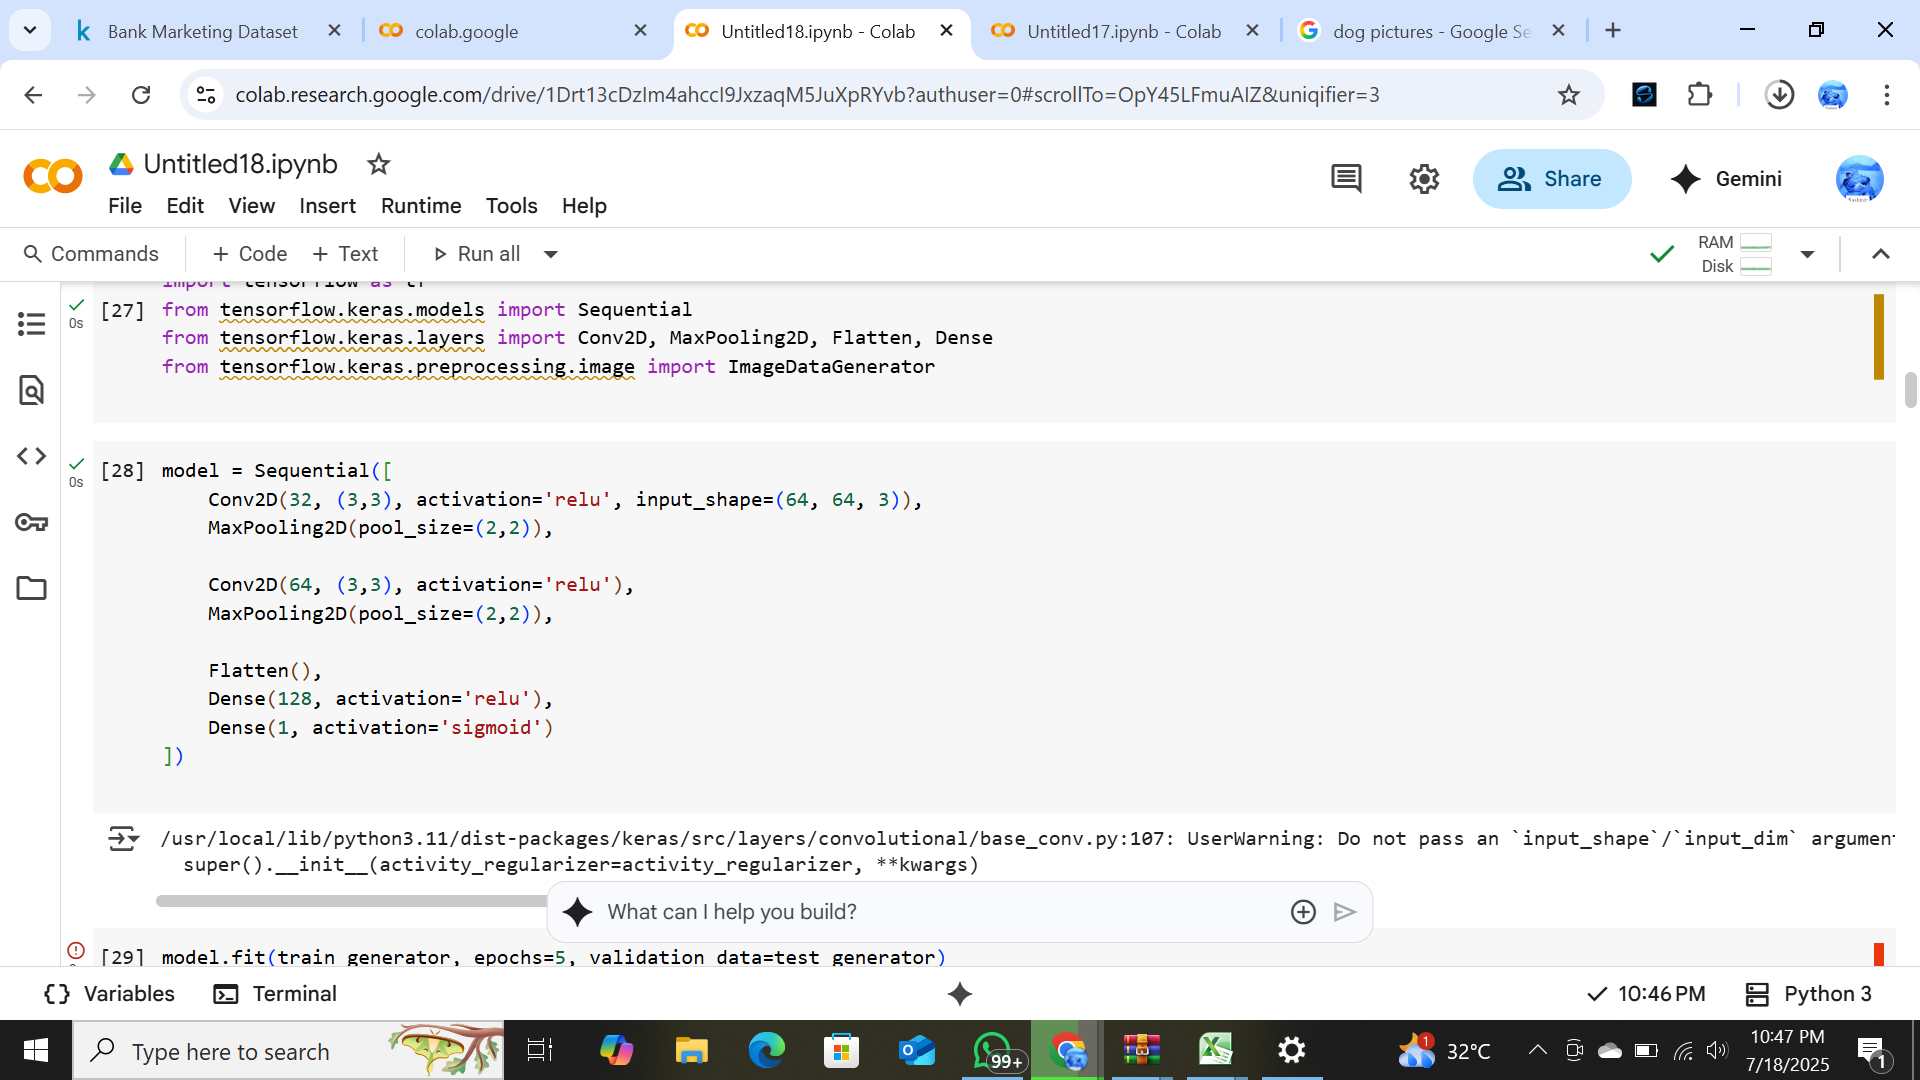 Bank Marketing Dataset
colab.google
Untitled18.ipynb - Colab
Untitled17.ipynb - Colab
dog pictures - Google Se
colab.research.google.com/drive/1Drt13cDzIm4ahccI9JxzaqM5JuXpRYvb?authuser=0#scrollTo=OpY45LFmuAIZ&uniqifier=3
Untitled18.ipynb
Share
Gemini
File Edit View Insert Runtime Tools Help
Commands + Code + Text Run all
RAM
Disk
import tensorflow as tf
[27] from tensorflow.keras.models import Sequential
0s
from tensorflow.keras.layers import Conv2D, MaxPooling2D, Flatten, Dense
from tensorflow.keras.preprocessing.image import ImageDataGenerator
[28] model = Sequential([
0s
Conv2D(32, (3,3), activation='relu', input_shape=(64, 64, 3)),
MaxPooling2D(pool_size=(2,2)),
Conv2D(64, (3,3), activation='relu'),
MaxPooling2D(pool_size=(2,2)),
Flatten(),
Dense(128, activation='relu'),
Dense(1, activation='sigmoid')
])
/usr/local/lib/python3.11/dist-packages/keras/src/layers/convolutional/base_conv.py:107: UserWarning: Do not pass an `input_shape`/`input_dim` argument
super().__init__(activity_regularizer=activity_regularizer, **kwargs)
What can I help you build?
[29] model.fit(train_generator, epochs=5, validation_data=test_generator)
{} Variables
Terminal
10:46 PM
Python 3
Type here to search
99+
1
32°C
10:47 PM
7/18/2025
1